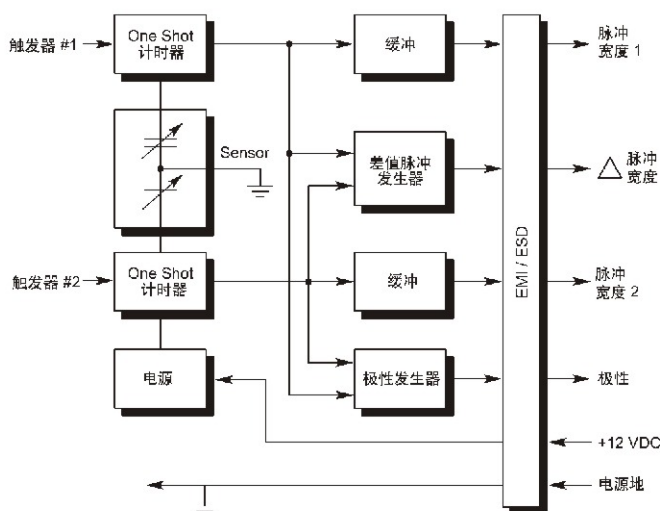 触发器 #1
One Shot
计时器
缓冲
脉冲
宽度 1
Sensor
差值脉冲
发生器
△ 脉冲
宽度
EMI / ESD
触发器 #2
One Shot
计时器
缓冲
脉冲
宽度 2
电源
极性发生器
极性
+12 VDC
电源地